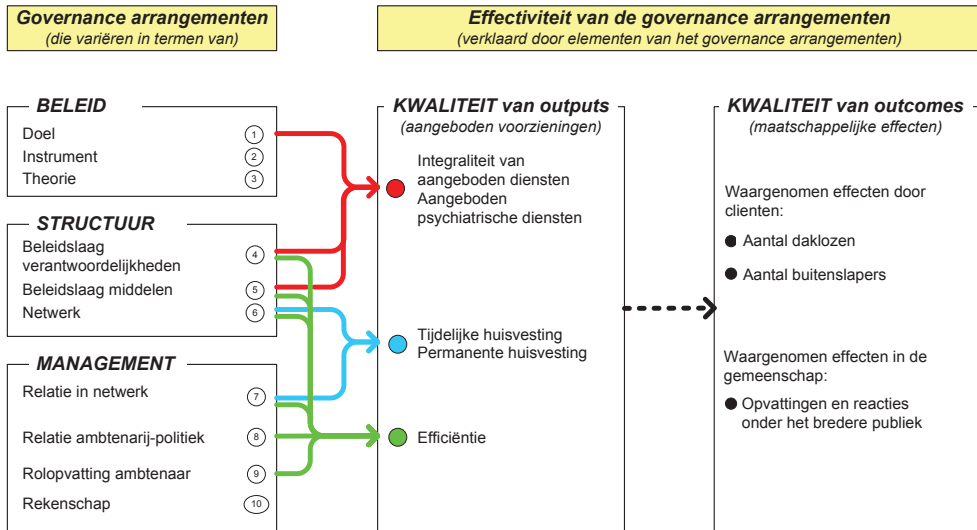 Governance arrangementen
(die variëren in termen van)
Effectiviteit van de governance arrangementen
(verklaard door elementen van het governance arrangementen)
BELEID
Doel 1
Instrument 2
Theorie 3
STRUCTUUR
Beleidslaag
verantwoordelijkheden 4
Beleidslaag middelen 5
Netwerk 6
MANAGEMENT
Relatie in netwerk 7
Relatie ambtenarij-politiek 8
Rolopvatting ambtenaar 9
Rekenschap 10
KWALITEIT van outputs
(aangeboden voorzieningen)
Integraliteit van
aangeboden diensten
Aangeboden
psychiatrische diensten
Tijdelijke huisvesting
Permanente huisvesting
Efficiëntie
KWALITEIT van outcomes
(maatschappelijke effecten)
Waargenomen effecten door
clienten:
Aantal daklozen
Aantal buitenslapers
Waargenomen effecten in de
gemeenschap:
Opvattingen en reacties
onder het bredere publiek